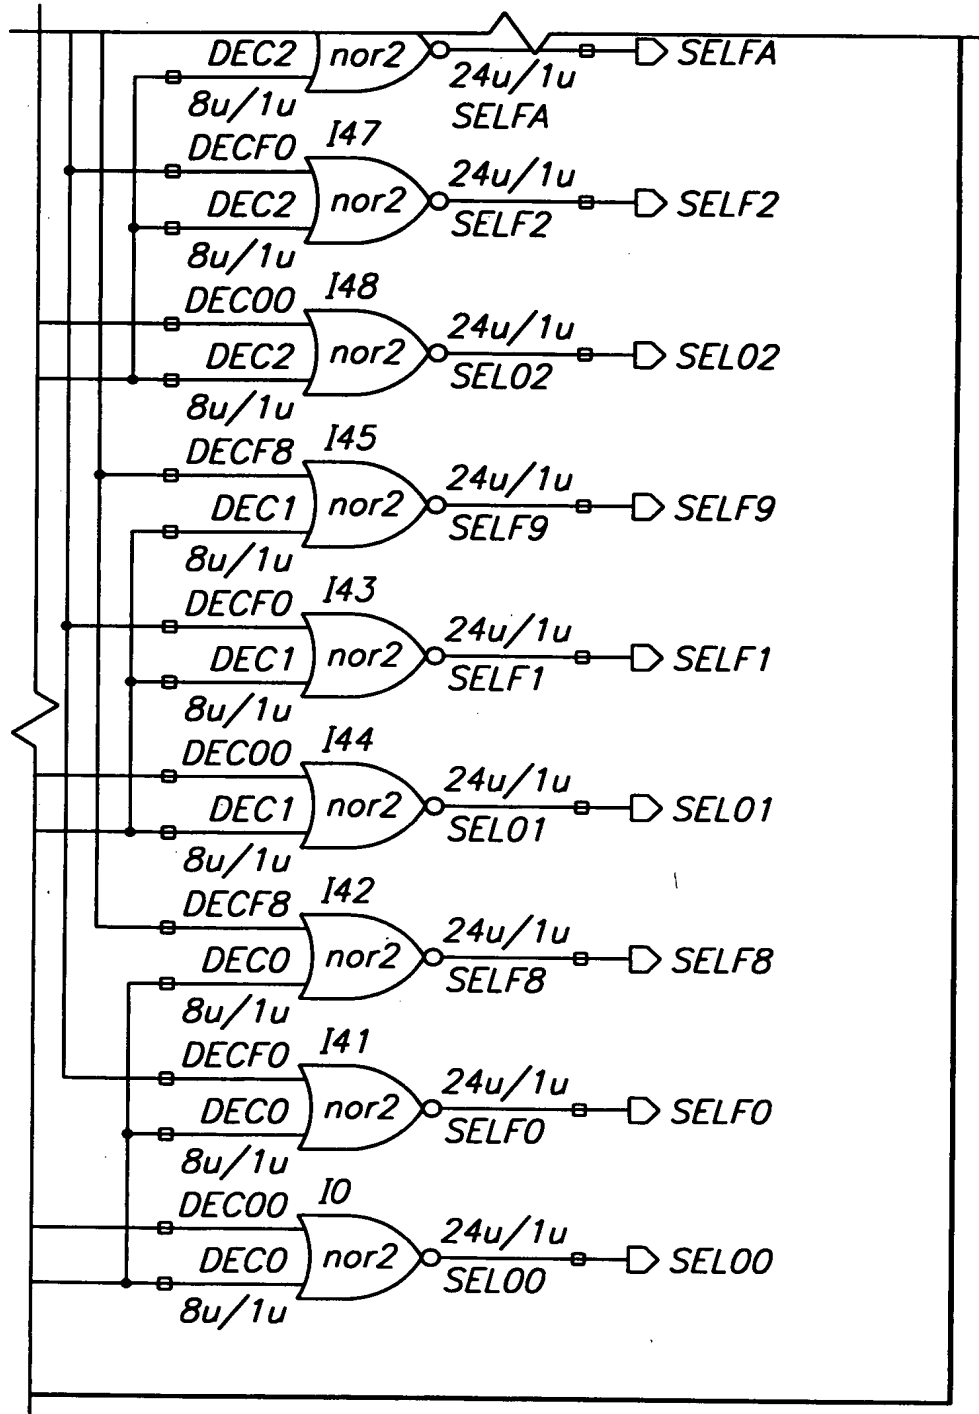 DEC2 nor2 SELFA
24u/1u
8u/1u SELFA
I47
DECF0 24u/1u
DEC2 nor2 SELF2
SELF2
8u/1u
I48
DEC00 24u/1u
DEC2 nor2 SEL02
SEL02
8u/1u
I45
DECF8 24u/1u
DEC1 nor2 SELF9
SELF9
8u/1u
I43
DECF0 24u/1u
DEC1 nor2 SELF1
SELF1
8u/1u
I44
DEC00 24u/1u
DEC1 nor2 SEL01
SEL01
8u/1u
I42
DECF8 24u/1u
DEC0 nor2 SELF8
SELF8
8u/1u
I41
DECF0 24u/1u
DEC0 nor2 SELF0
SELF0
8u/1u
I0
DEC00 24u/1u
DEC0 nor2 SEL00
SEL00
8u/1u